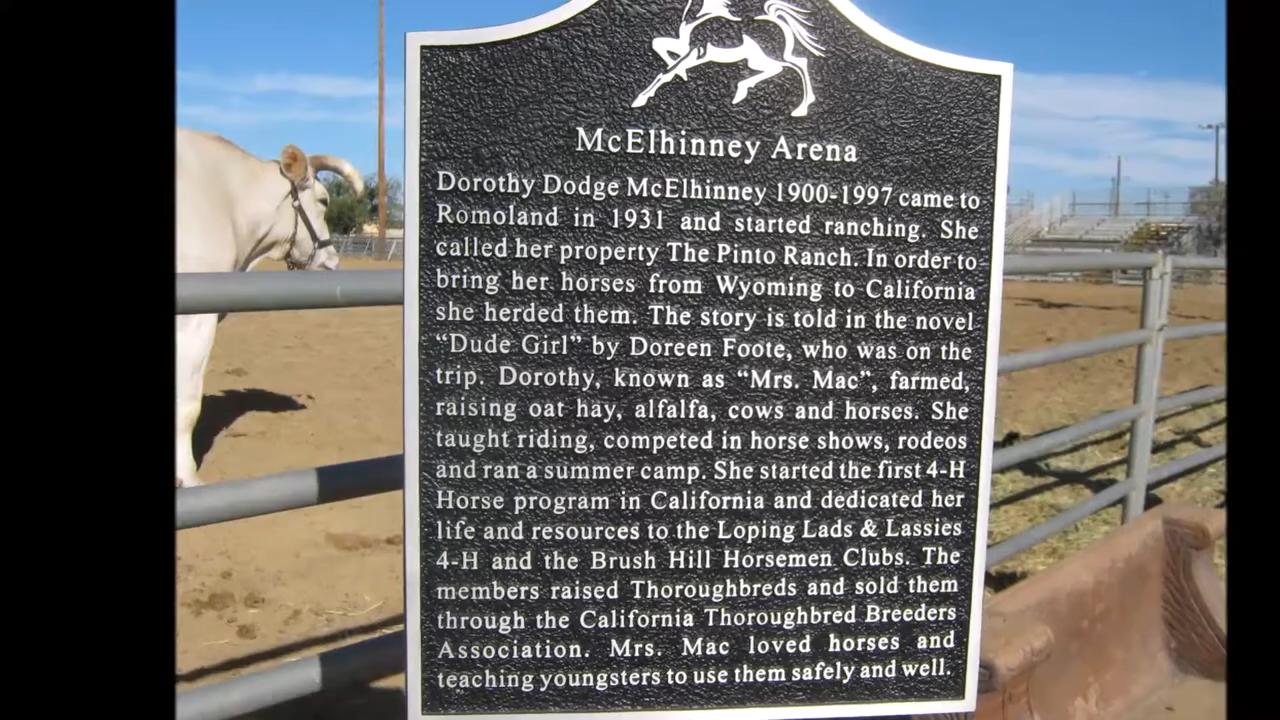 McElhinney Arena
Dorothy Dodge McElhinney 1900-1997 came to
Romoland in 1931 and started ranching. She
called her property The Pinto Ranch. In order to
bring her horses from Wyoming to California
she herded them. The story is told in the novel
“Dude Girl” by Doreen Foote, who was on the
trip. Dorothy, known as “Mrs. Mac”, farmed,
raising oat hay, alfalfa, cows and horses. She
taught riding, competed in horse shows, rodeos
and ran a summer camp. She started the first 4-H
Horse program in California and dedicated her
life and resources to the Loping Lads & Lassies
4-H and the Brush Hill Horsemen Clubs. The
members raised Thoroughbreds and sold them
through the California Thoroughbred Breeders
Association. Mrs. Mac loved horses and
teaching youngsters to use them safely and well.